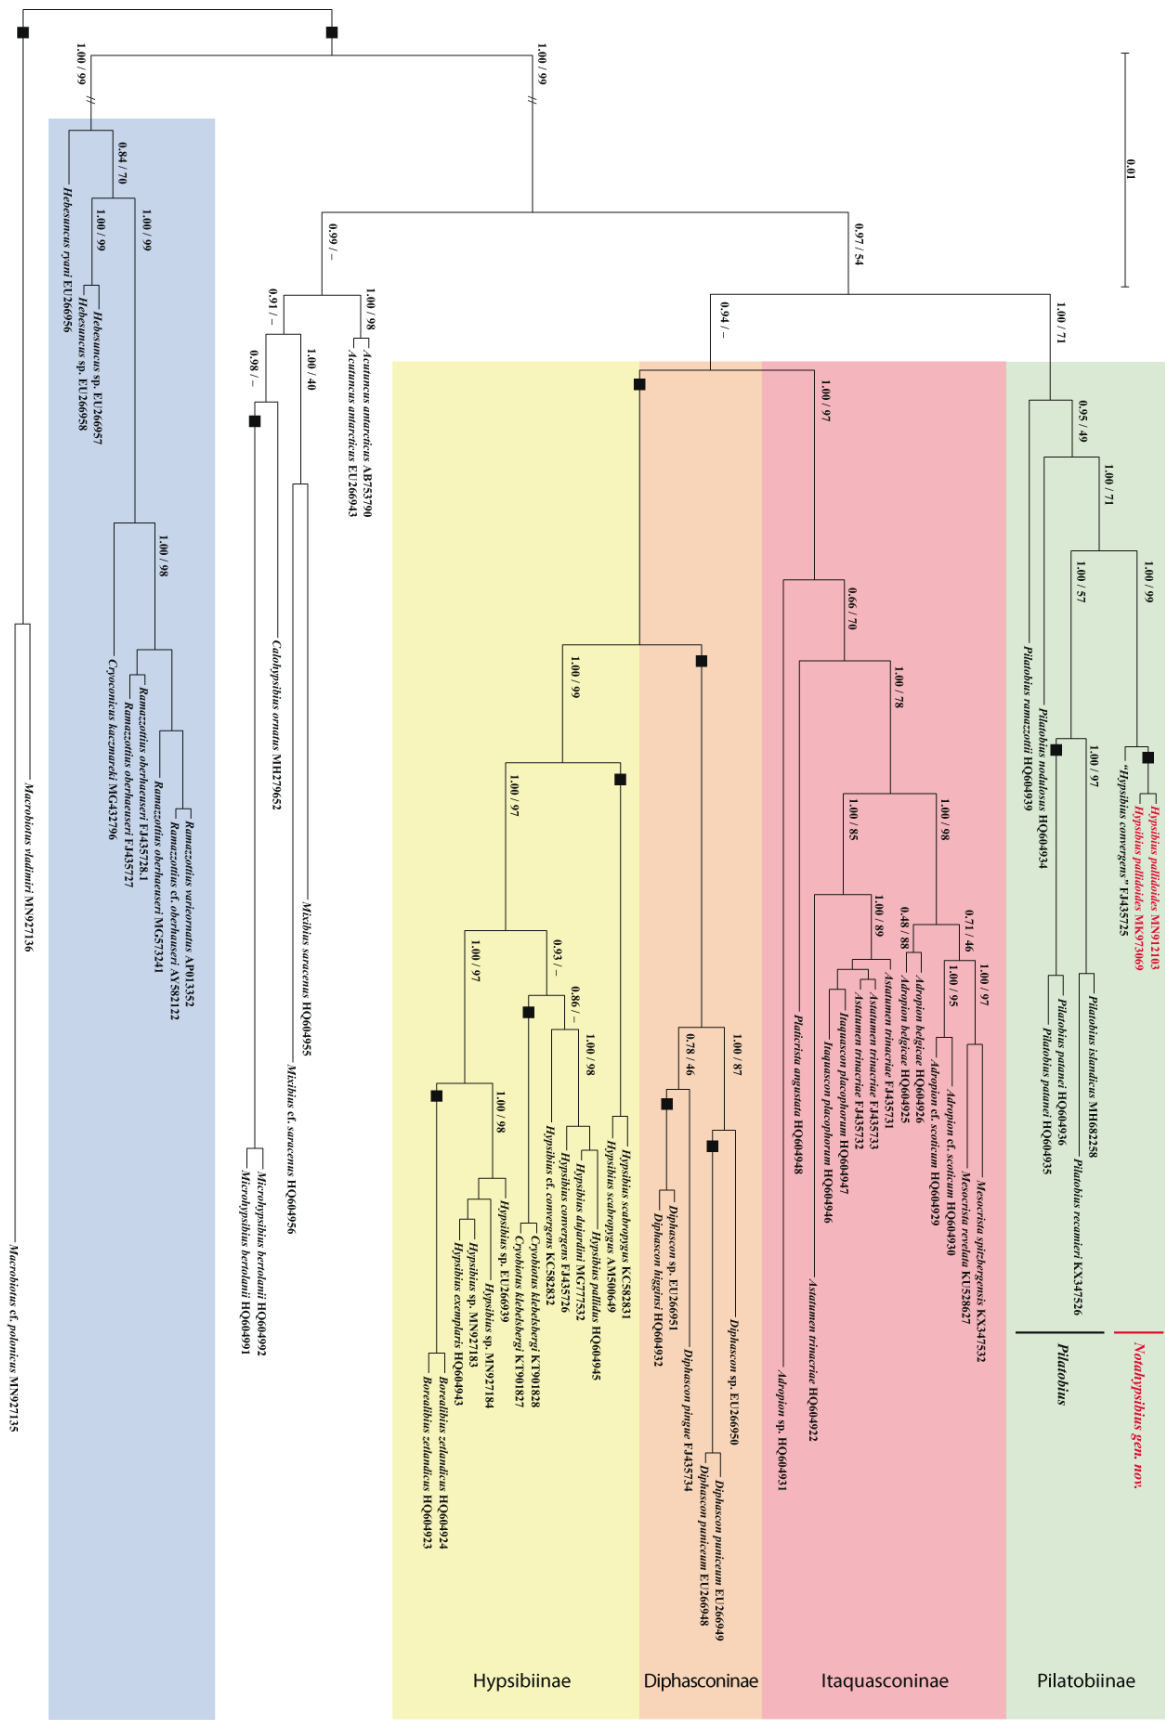 0.01
1.00 / 99
1.00 / 99
0.97 / 54
0.99 / –
1.00 / 71
0.94 / –
0.95 / 49
1.00 / 71
1.00 / 99
1.00 / 57
1.00 / 97
Hypsibius pallidoides MN912103
Hypsibius pallidoides MK973069
"Hypsibius convergens" FJ435725
Pilatobius islandicus MH682258
Pilatobius recamieri KX347526
Pilatobius patanei HQ604936
Pilatobius patanei HQ604935
Pilatobius nodulosus HQ604934
Pilatobius ramazzottii HQ604939
Notahypsibius gen. nov.
Pilatobius
Pilatobiinae
1.00 / 97
0.66 / 70
1.00 / 78
1.00 / 98
1.00 / 85
0.71 / 46
1.00 / 97
1.00 / 95
0.48 / 88
1.00 / 89
Mesocrista spitzbergensis KX347532
Mesocrista revelata KU528627
Adropion cf. scoticum HQ604930
Adropion cf. scoticum HQ604929
Adropion belgicae HQ604926
Adropion belgicae HQ604925
Astatumen trinacriae FJ435731
Astatumen trinacriae FJ435733
Astatumen trinacriae FJ435732
Itaquascon placophorum HQ604947
Itaquascon placophorum HQ604946
Astatumen trinacriae HQ604922
Platicrista angustata HQ604948
Adropion sp. HQ604931
Itaquasconinae
1.00 / 87
0.78 / 46
Diphascon sp. EU266950
Diphascon puniceum EU266949
Diphascon puniceum EU266948
Diphascon pingue FJ435734
Diphascon sp. EU266951
Diphascon higginsi HQ604932
Diphasconinae
1.00 / 99
1.00 / 97
0.93 / –
0.86 / –
1.00 / 98
1.00 / 97
1.00 / 98
Hypsibius scabropygus KC582831
Hypsibius scabropygus AM500649
Hypsibius pallidus HQ604945
Hypsibius dujardini MG777532
Hypsibius convergens FJ435726
Hypsibius cf. convergens KC582832
Cryobiotus klebelsbergi KT901828
Cryobiotus klebelsbergi KT901827
Hypsibius sp. EU266939
Hypsibius sp. MN927184
Hypsibius sp. MN927183
Hypsibius exemplaris HQ604943
Borealibius zetlandicus HQ604924
Borealibius zetlandicus HQ604923
Hypsibiinae
1.00 / 98
0.91 / –
1.00 / 40
0.98 / –
Acutuncus antarcticus AB753790
Acutuncus antarcticus EU266943
Mixibius saracenus HQ604955
Mixibius cf. saracenus HQ604956
Calohypsibius ornatus MH279652
Microhypsibius bertolanii HQ604992
Microhypsibius bertolanii HQ604991
0.84 / 70
1.00 / 99
1.00 / 99
1.00 / 98
Ramazzottius varieornatus AP013352
Ramazzottius cf. oberhauseri AY582122
Ramazzottius oberhaeuseri MG573241
Ramazzottius oberhaeuseri FJ435728.1
Ramazzottius oberhaeuseri FJ435727
Cryoconicus kaczmareki MG432796
Hebesuncus sp. EU266957
Hebesuncus sp. EU266958
Hebesuncus ryani EU266956
Macrobiotus vladimiri MN927136
Macrobiotus cf. polonicus MN927135